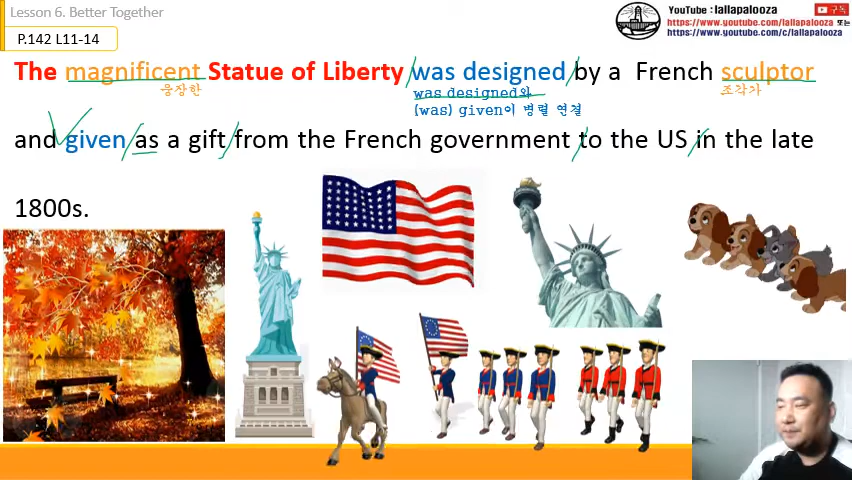 Lesson 6. Better Together
YouTube : @lallapalooza 구독
https://www.youtube.com/lallapalooza 또는
https://www.youtube.com/c/lallapalooza
P.142 L11-14
The magnificent Statue of Liberty was designed by a French sculptor
웅장한 was designed와 조각가
(was) given이 병렬 연결
and given as a gift from the French government to the US in the late
1800s.